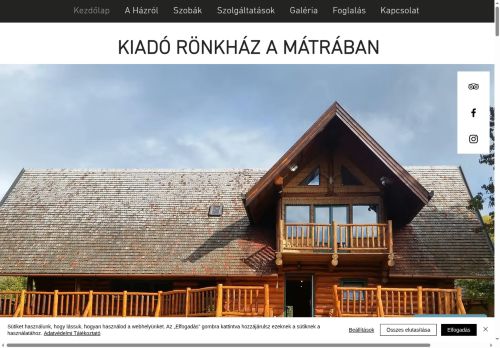 Kezdőlap A Házról Szobák Szolgáltatások Galéria Foglalás Kapcsolat
KIADÓ RÖNKHÁZ A MÁTRÁBAN
Sütiket használunk, hogy lássuk, hogyan használod a webhelyünket. Az „Elfogadás” gombra kattintva hozzájárulsz ezeknek a sütiknek a
használatához. Adatvédelmi Tájékoztató
Beállítások Összes elutasítása Elfogadás